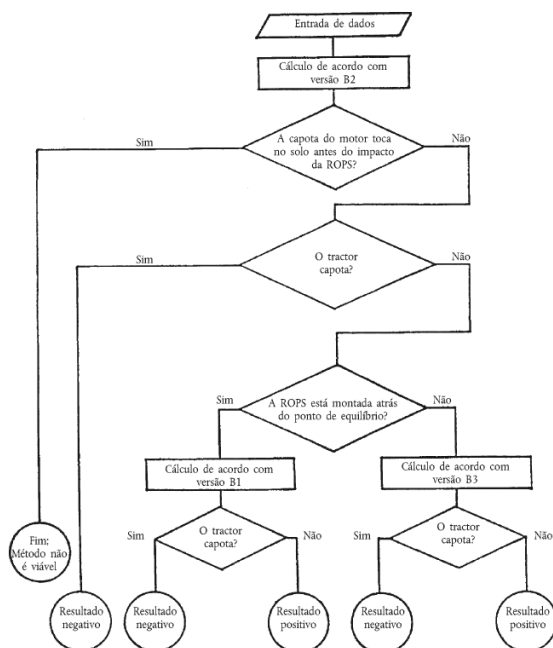 Entrada de dados
Cálculo de acordo com
versão B2
Sim
A capota do motor toca
no solo antes do impacto
da ROPS?
Não
Sim
O tractor
capota?
Não
Sim
A ROPS está montada atrás
do ponto de equilíbrio?
Não
Cálculo de acordo com
versão B1
Cálculo de acordo com
versão B3
Sim
O tractor
capota?
Não
Sim
O tractor
capota?
Não
Fim:
Método não
é viável
Resultado
negativo
Resultado
negativo
Resultado
positivo
Resultado
negativo
Resultado
positivo